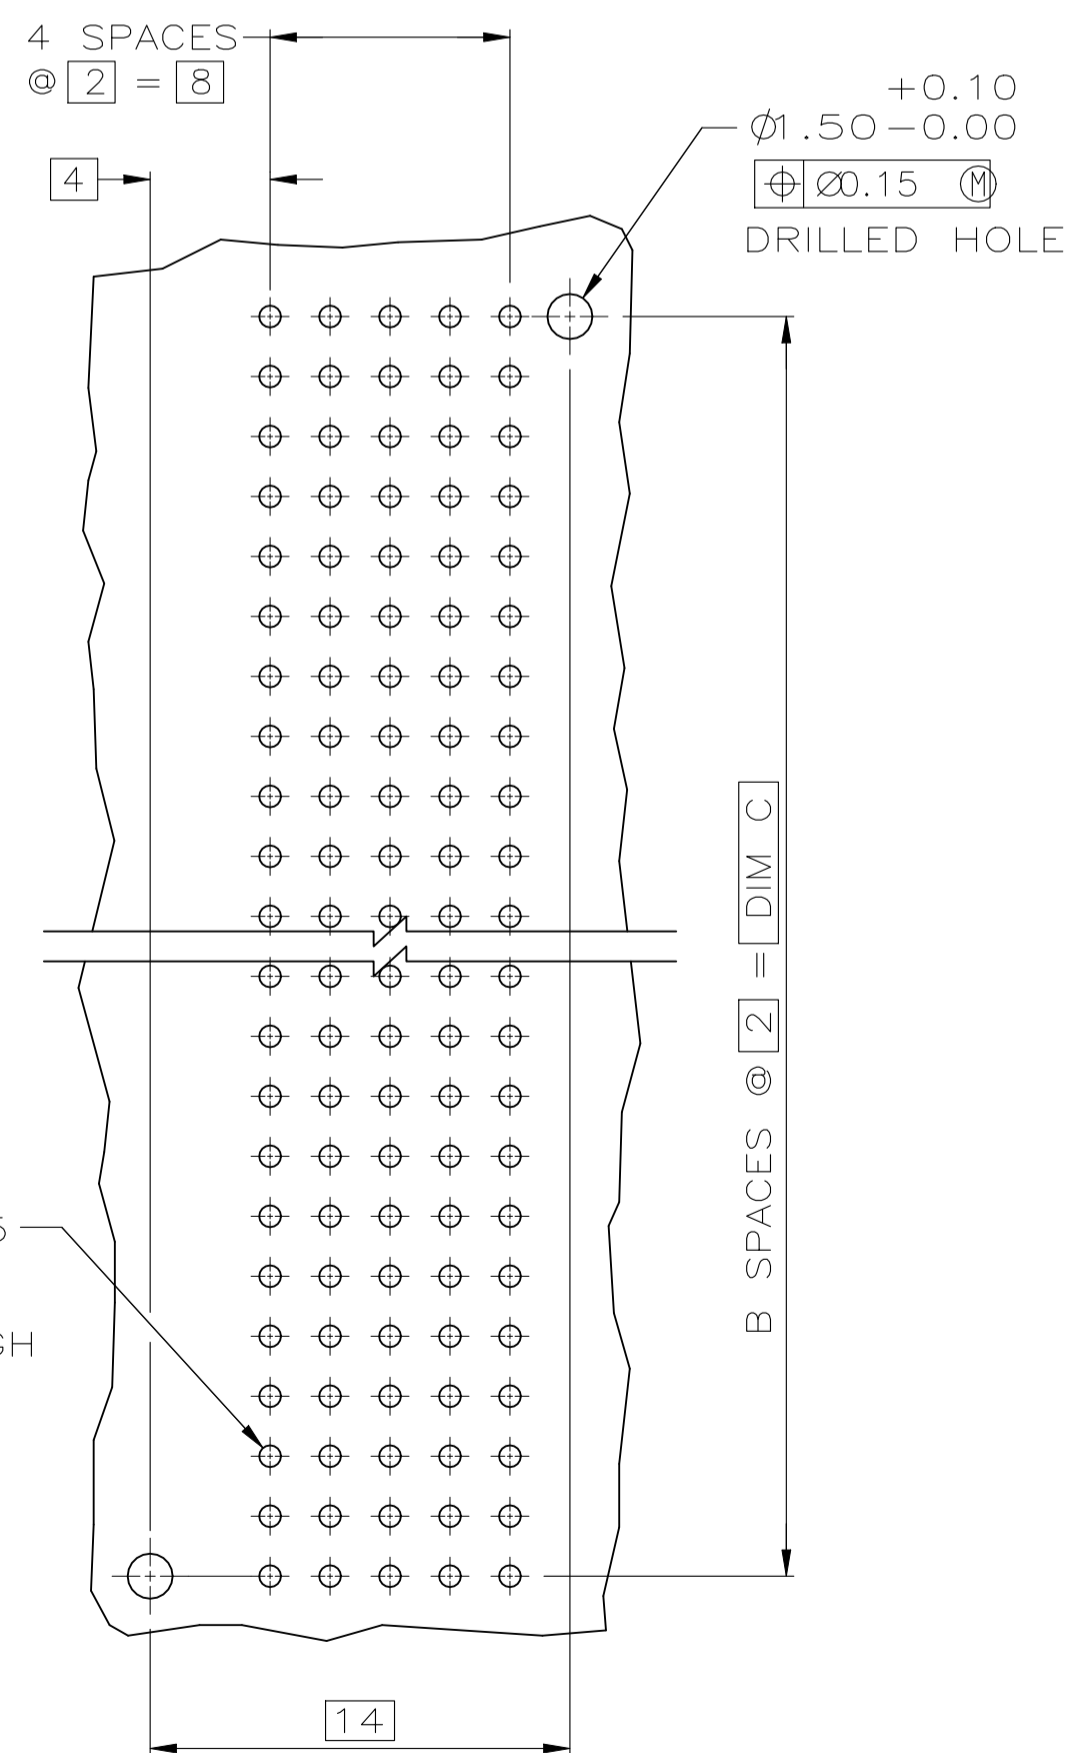 4 SPACES
@ 2 = 8
4
+0.10
Ø1.50 -0.00
⌖ Ø0.15 Ⓜ
DRILLED HOLE
B SPACES @ 2 = DIM C
14